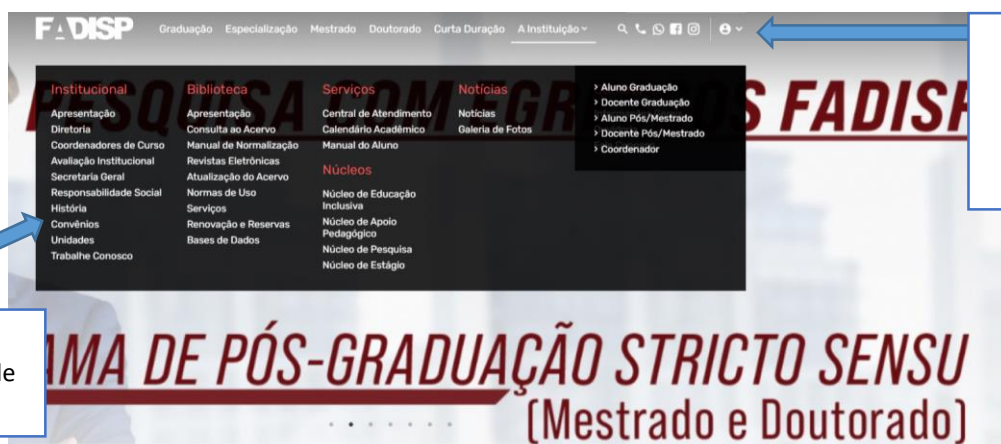 FADISP Graduação Especialização Mestrado Doutorado Curta Duração A Instituição
PESQUISA COM EGRESSOS FADISP
Institucional
Apresentação
Diretoria
Coordenadores de Curso
Avaliação Institucional
Secretaria Geral
Responsabilidade Social
História
Convênios
Unidades
Trabalhe Conosco
Biblioteca
Apresentação
Consulta ao Acervo
Manual de Normalização
Revistas Eletrônicas
Atualização do Acervo
Normas de Uso
Serviços
Renovação e Reservas
Bases de Dados
Serviços
Central de Atendimento
Calendário Acadêmico
Manual do Aluno
Núcleos
Núcleo de Educação
Inclusiva
Núcleo de Apoio
Pedagógico
Núcleo de Pesquisa
Núcleo de Estágio
Notícias
Notícias
Galeria de Fotos
> Aluno Graduação
> Docente Graduação
> Aluno Pós/Mestrado
> Docente Pós/Mestrado
> Coordenador
AMA DE PÓS-GRADUAÇÃO STRICTO SENSU
(Mestrado e Doutorado)